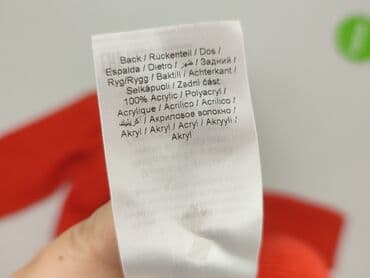 Back / Rückenteil / Dos /
Espalda / Dietro / ظهر / Задний /
Ryg/Rygg / Baktill / Achterkant /
Selkäpuoli / Zadní část:
100% Acrylic / Polyacryl /
Acrylique / Acrílico / Acrilico /
أكريليك / Акриловое волокно /
Akryl / Akryl / Acryl / Akryyli /
Akryl